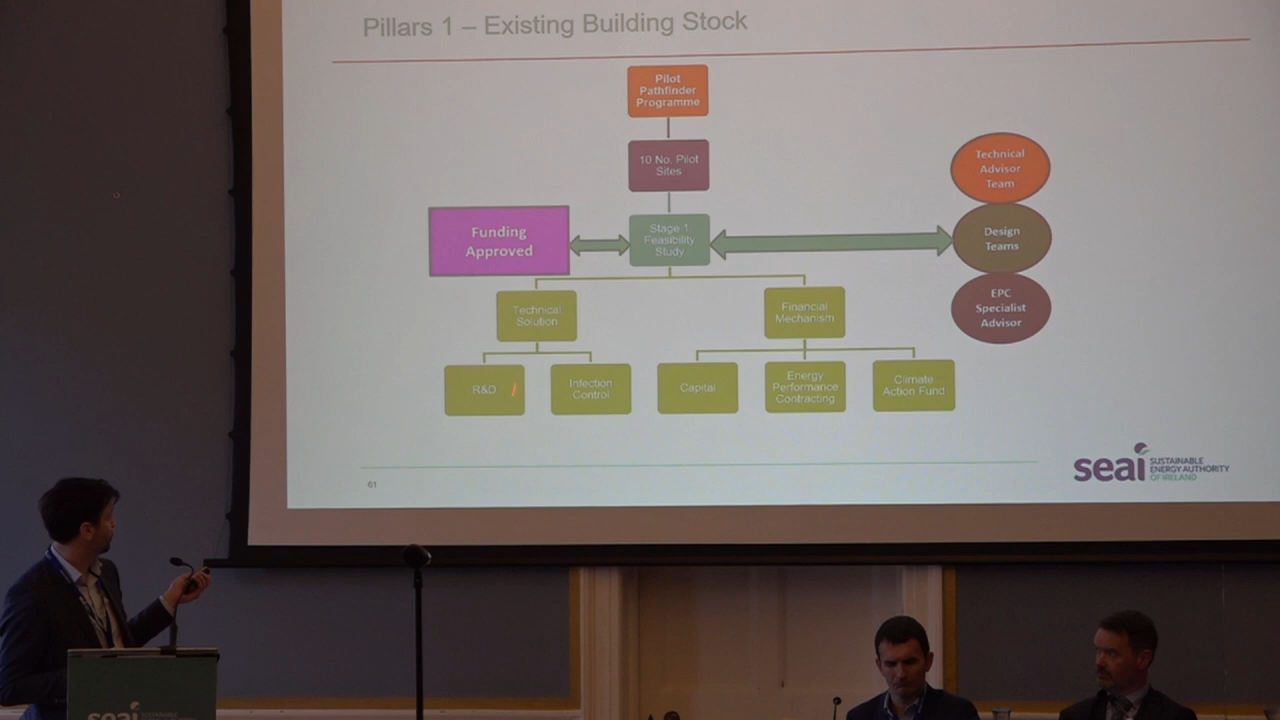 Pillars 1 – Existing Building Stock
Pilot
Pathfinder
Programme
10 No. Pilot
Sites
Technical
Advisor
Team
Funding
Approved
Stage 1
Feasibility
Study
Design
Teams
EPC
Specialist
Advisor
Technical
Solution
Financial
Mechanism
R&D
Infection
Control
Capital
Energy
Performance
Contracting
Climate
Action Fund
61
seai
SUSTAINABLE
ENERGY AUTHORITY
OF IRELAND
seai